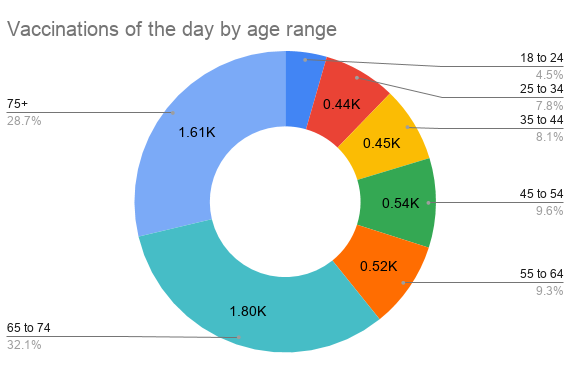 Vaccinations of the day by age range
18 to 24
4.5%
25 to 34
7.8%
0.44K
35 to 44
8.1%
0.45K
45 to 54
9.6%
0.54K
55 to 64
9.3%
0.52K
65 to 74
32.1%
1.80K
75+
28.7%
1.61K